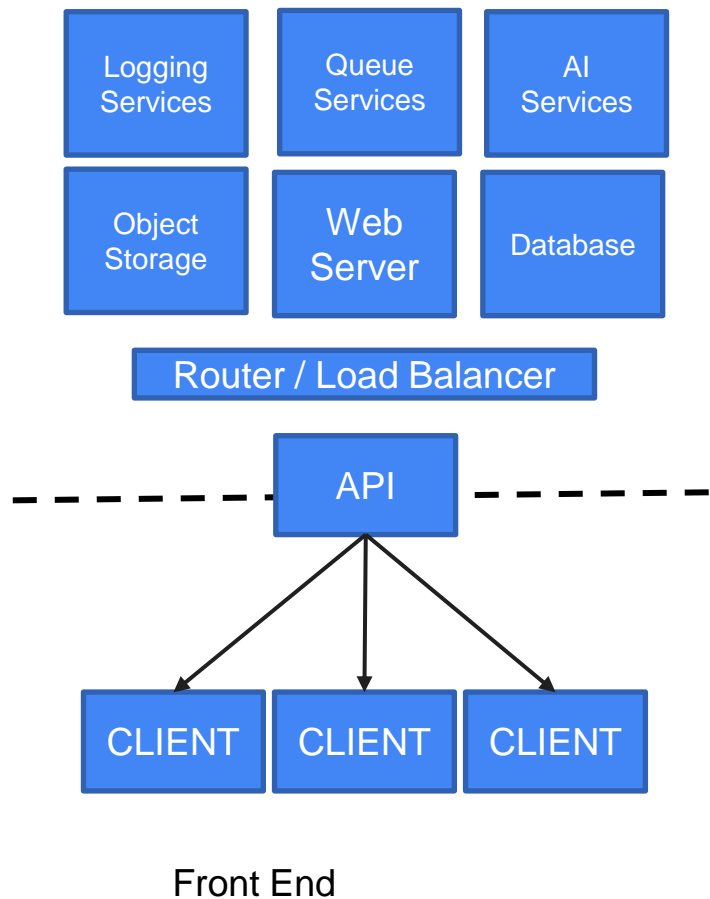 Logging
Services
Queue
Services
AI
Services
Object
Storage
Web
Server
Database
Router / Load Balancer
API
CLIENT
CLIENT
CLIENT
Front End